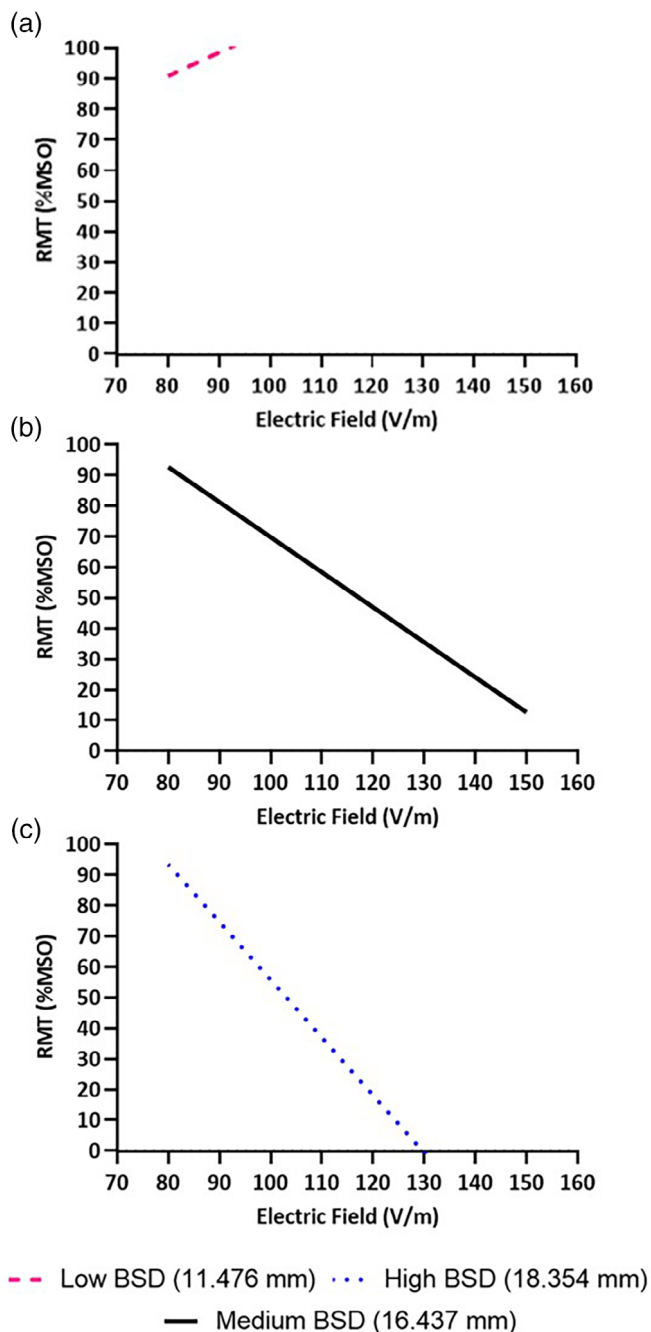 (a)
100
90
80
70
60
50
40
30
20
10
0
RMT (%MSO)
70 80 90 100 110 120 130 140 150 160
Electric Field (V/m)
(b)
100
90
80
70
60
50
40
30
20
10
0
RMT (%MSO)
70 80 90 100 110 120 130 140 150 160
Electric Field (V/m)
(c)
100
90
80
70
60
50
40
30
20
10
0
RMT (%MSO)
70 80 90 100 110 120 130 140 150 160
Electric Field (V/m)
Low BSD (11.476 mm) High BSD (18.354 mm)
Medium BSD (16.437 mm)